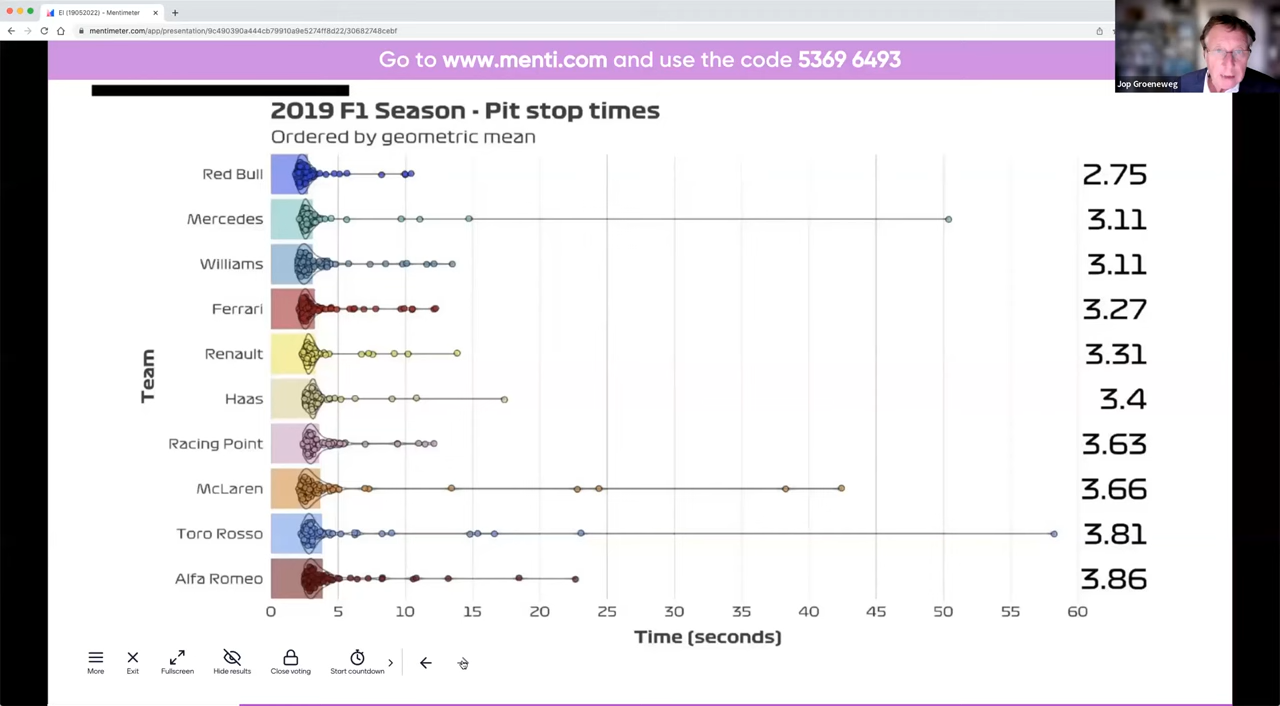 EI (19052022) - Mentimeter
mentimeter.com/app/presentation/9c490390a444cb79910a9e5274ff8d22/30682748cebf
Go to www.menti.com and use the code 5369 6493
Jop Groeneweg
2019 F1 Season - Pit stop times
Ordered by geometric mean
Team
Red Bull 2.75
Mercedes 3.11
Williams 3.11
Ferrari 3.27
Renault 3.31
Haas 3.4
Racing Point 3.63
McLaren 3.66
Toro Rosso 3.81
Alfa Romeo 3.86
0 5 10 15 20 25 30 35 40 45 50 55 60
Time (seconds)
More Exit Fullscreen Hide results Close voting Start countdown